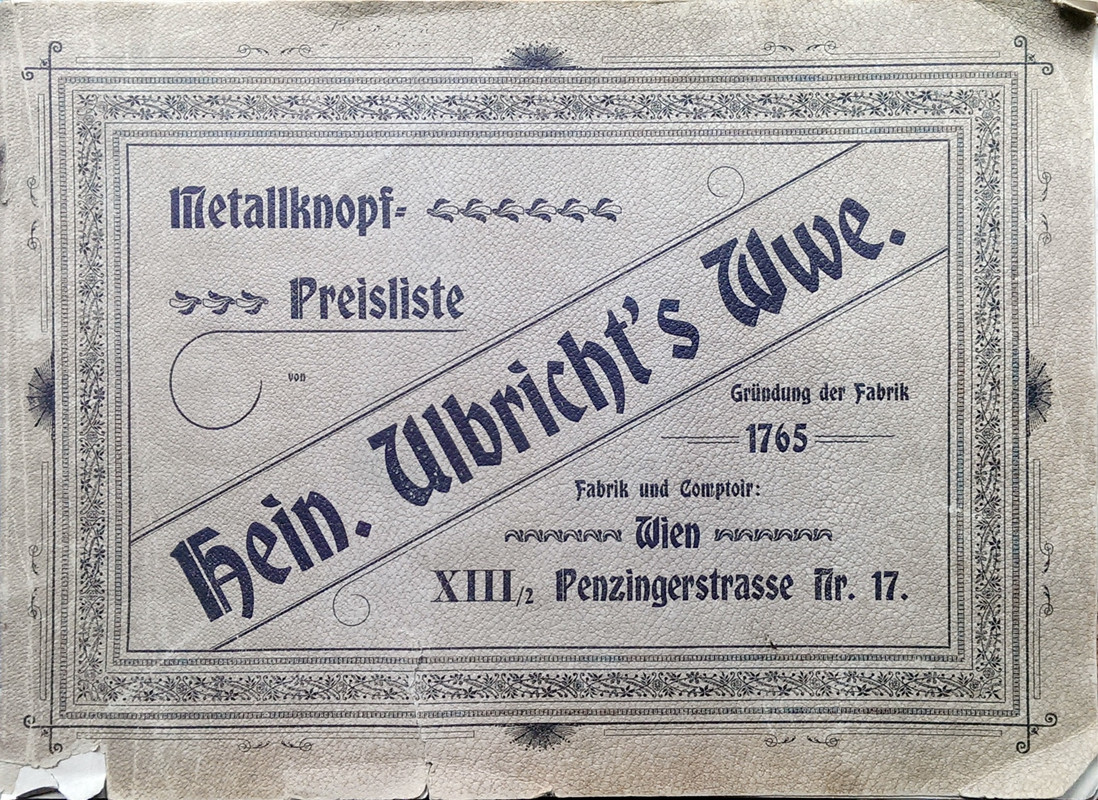 Metallknopf-
Preisliste
von
Hein. Ulbricht's Wwe.
Gründung der Fabrik
1765
Fabrik und Comptoir:
Wien
XIII/2 Penzingerstrasse Nr. 17.